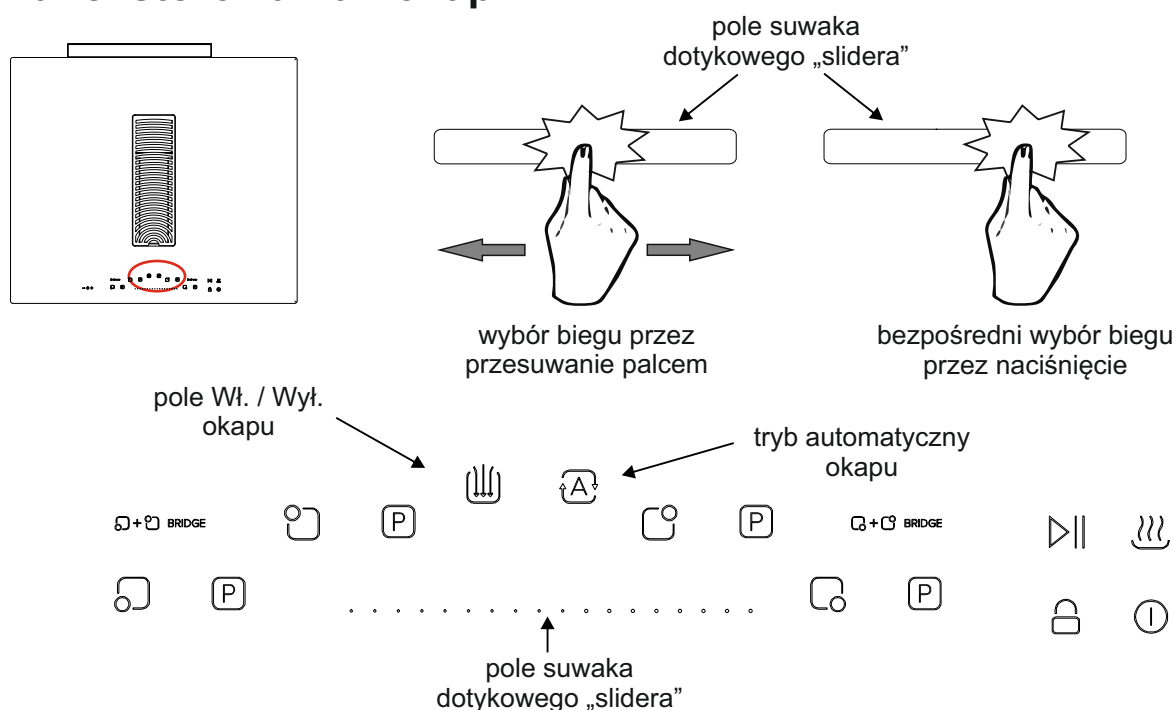 pole suwaka
dotykowego „slidera”
wybór biegu przez
przesuwanie palcem
bezpośredni wybór biegu
przez naciśnięcie
pole Wł. / Wył.
okapu
tryb automatyczny
okapu
A
P
P
+ BRIDGE
+ BRIDGE
P
P
pole suwaka
dotykowego „slidera”